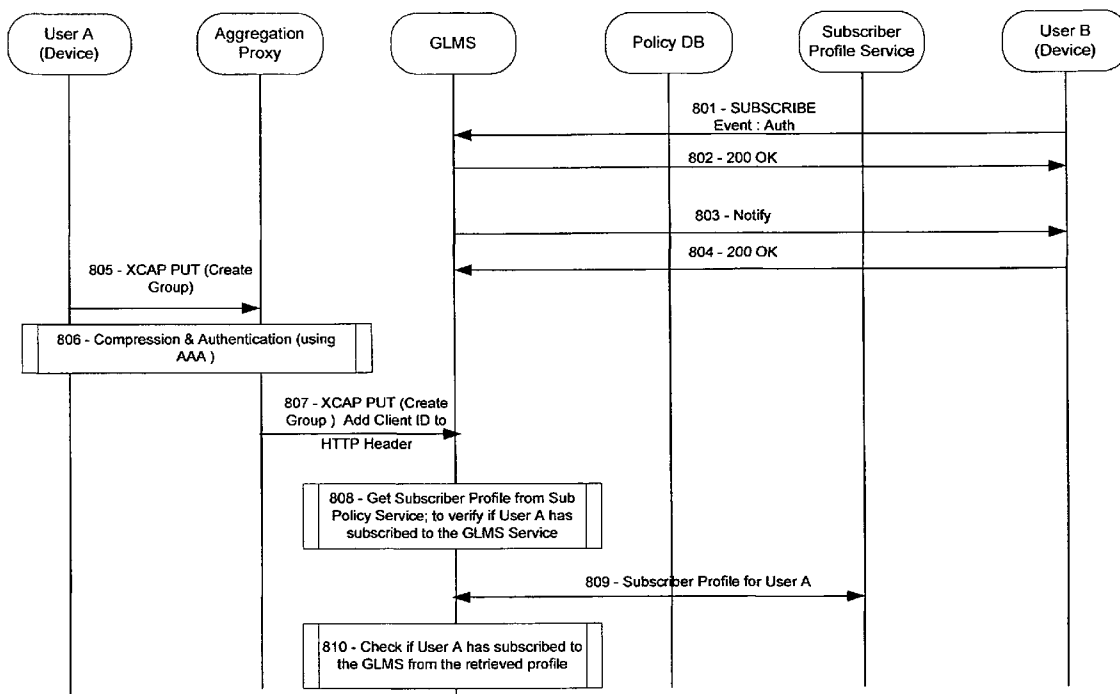 User A
(Device)
Aggregation
Proxy
GLMS
Policy DB
Subscriber
Profile Service
User B
(Device)
801 - SUBSCRIBE
Event : Auth
802 - 200 OK
803 - Notify
804 - 200 OK
805 - XCAP PUT (Create
Group)
806 - Compression & Authentication (using
AAA )
807 - XCAP PUT (Create
Group ) Add Client ID to
HTTP Header
808 - Get Subscriber Profile from Sub
Policy Service; to verify if User A has
subscribed to the GLMS Service
809 - Subscriber Profile for User A
810 - Check if User A has subscribed to
the GLMS from the retrieved profile